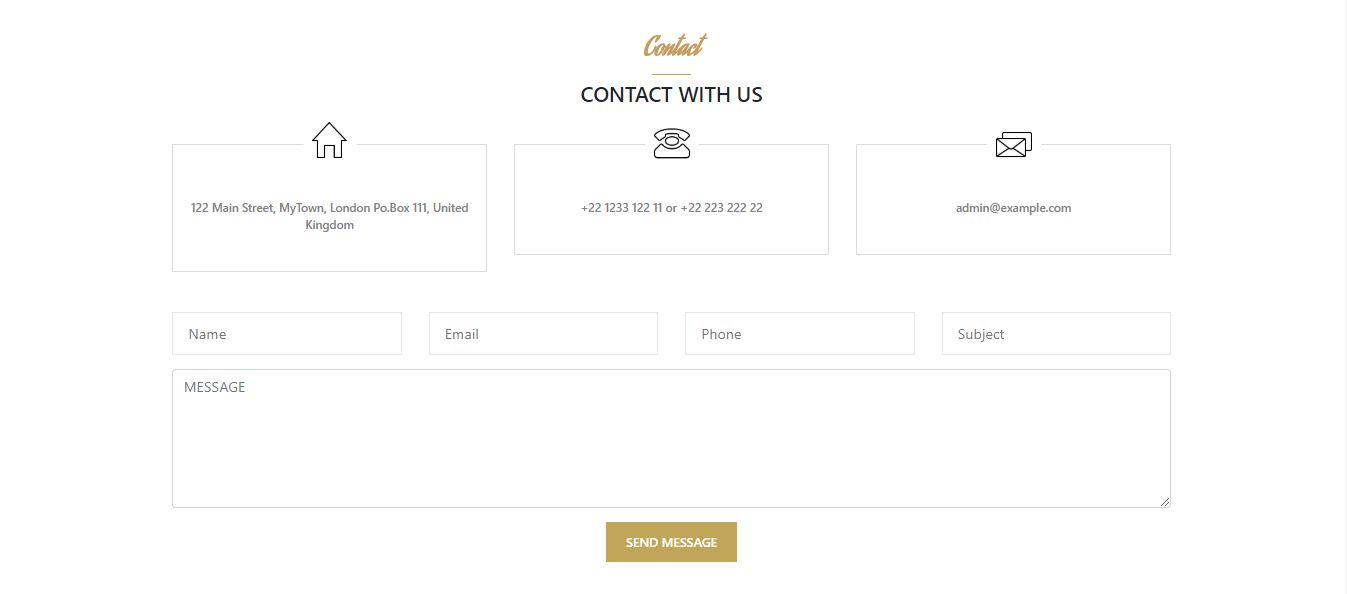 Contact
CONTACT WITH US
122 Main Street, MyTown, London Po.Box 111, United
Kingdom
+22 1233 122 11 or +22 223 222 22
admin@example.com
Name
Email
Phone
Subject
MESSAGE
SEND MESSAGE